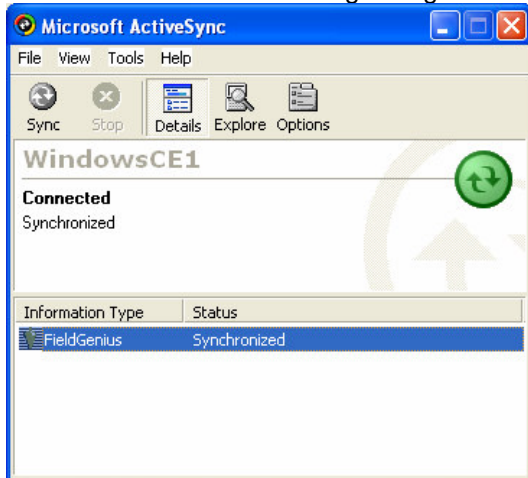 Microsoft ActiveSync
File View Tools Help
Sync Stop Details Explore Options
WindowsCE1
Connected
Synchronized
Information Type Status
FieldGenius Synchronized